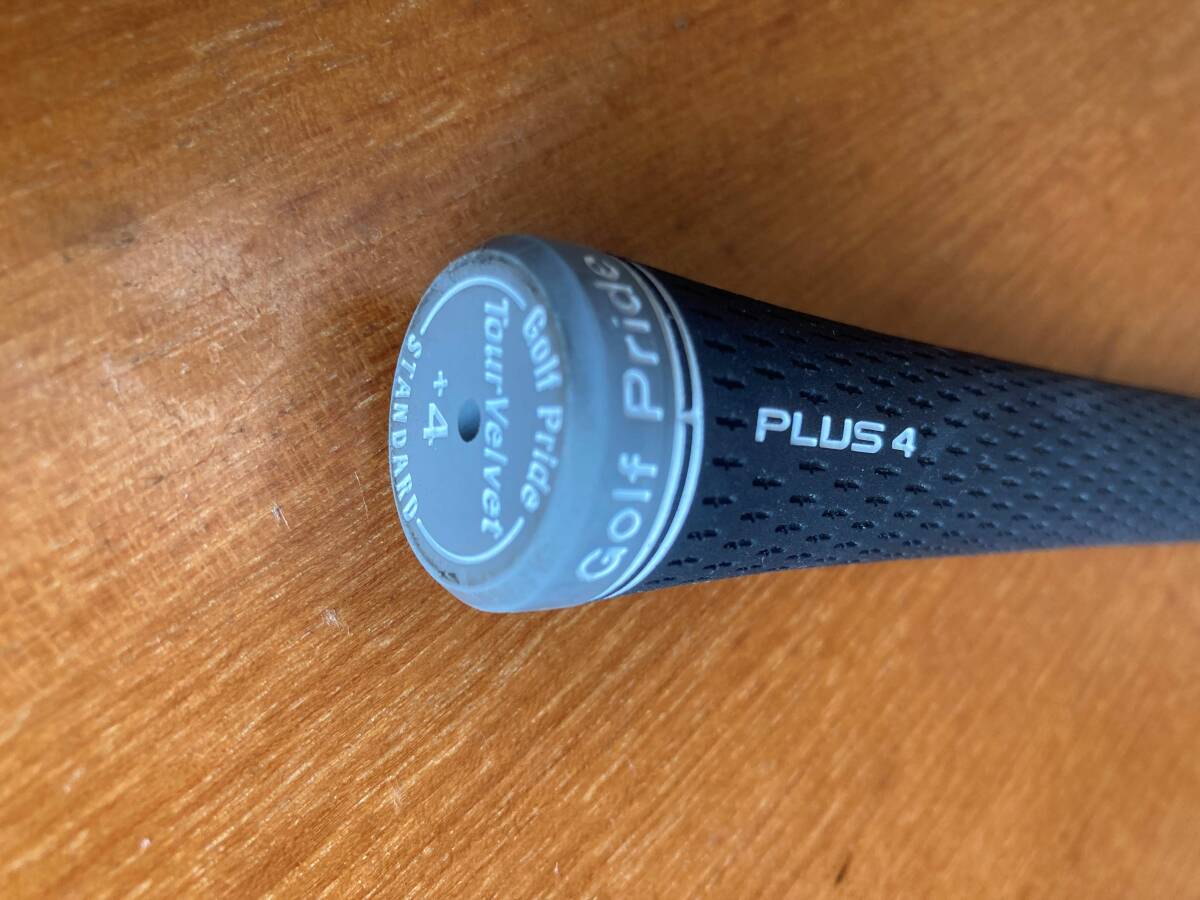 Golf Pride
Tour Velvet
+4
STANDARD
Golf Pride
PLUS 4